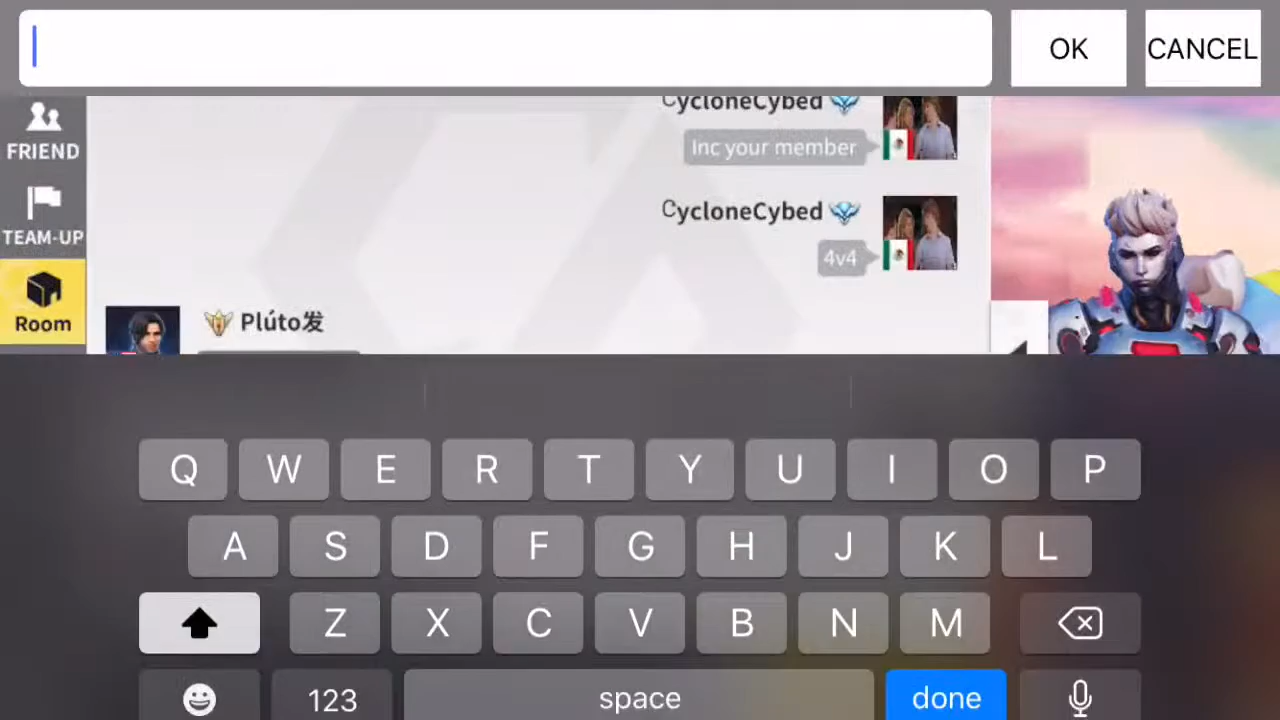 OK
CANCEL
FRIEND
TEAM-UP
Room
CycloneCybed
Inc your member
CycloneCybed
4v4
Plúto发
Q W E R T Y U I O P
A S D F G H J K L
Z X C V B N M
123
space
done